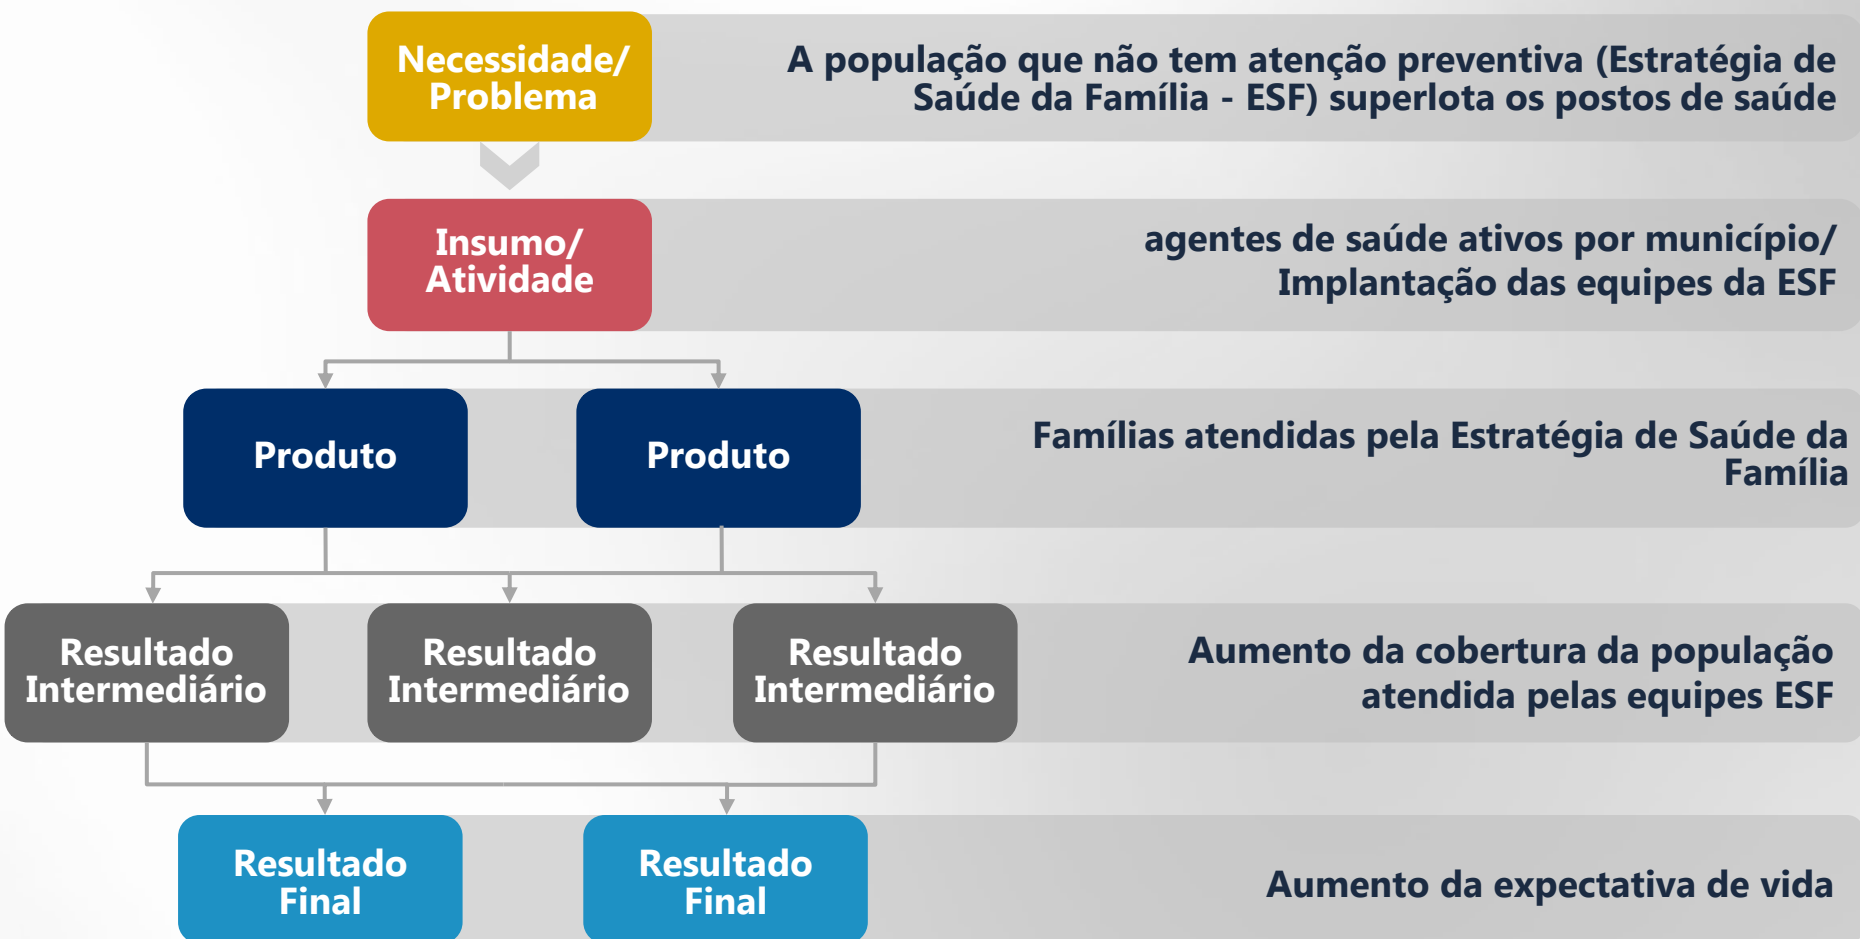 Necessidade/
Problema
A população que não tem atenção preventiva (Estratégia de
Saúde da Família - ESF) superlota os postos de saúde
Insumo/
Atividade
agentes de saúde ativos por município/
Implantação das equipes da ESF
Produto
Produto
Famílias atendidas pela Estratégia de Saúde da
Família
Resultado
Intermediário
Resultado
Intermediário
Resultado
Intermediário
Aumento da cobertura da população
atendida pelas equipes ESF
Resultado
Final
Resultado
Final
Aumento da expectativa de vida